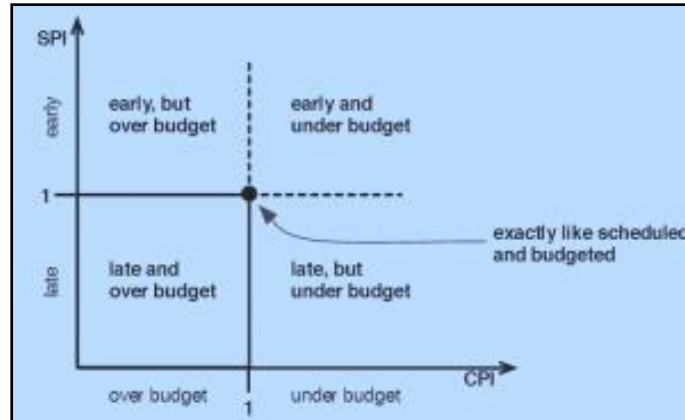 SPI
early
early, but
over budget
early and
under budget
1
exactly like scheduled
and budgeted
late
late and
over budget
late, but
under budget
CPI
over budget
1
under budget